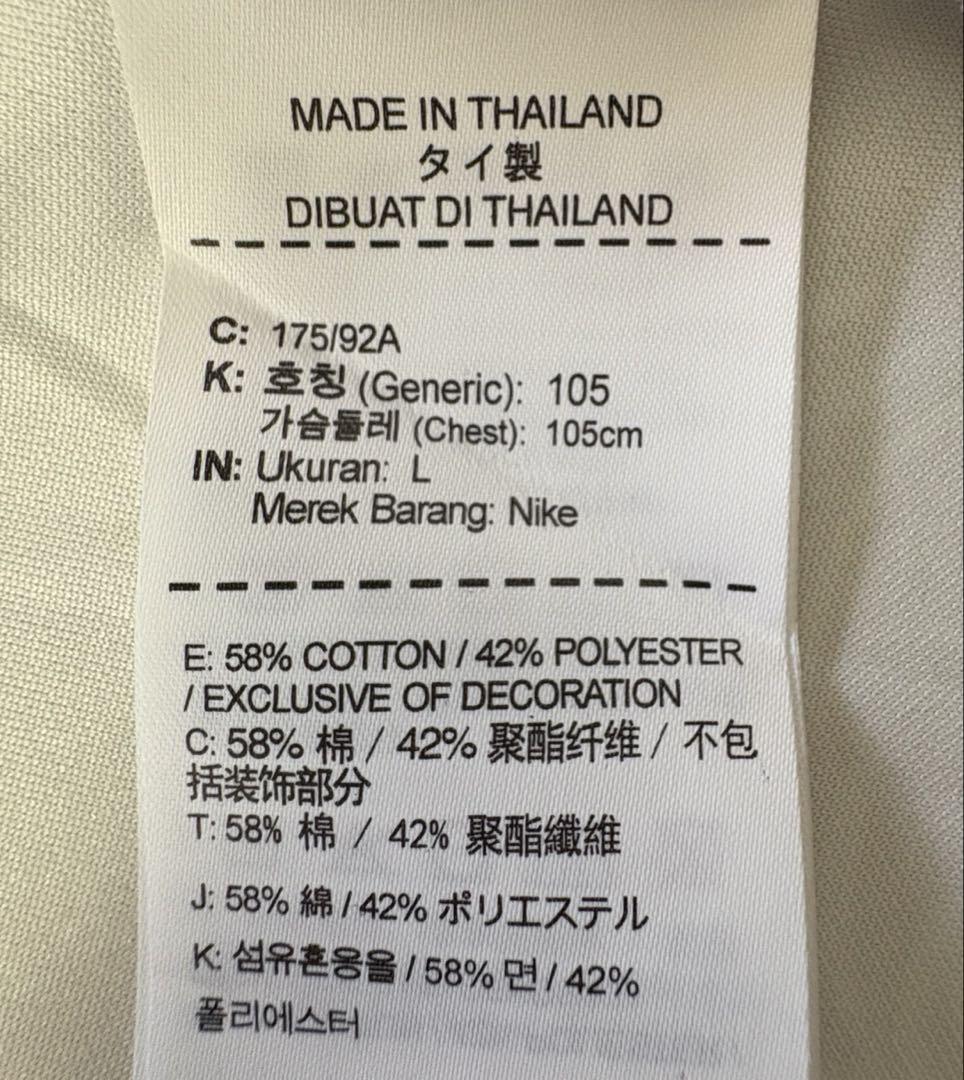 MADE IN THAILAND
タイ製
DIBUAT DI THAILAND
C: 175/92A
K: 호칭 (Generic): 105
가슴둘레 (Chest): 105cm
IN: Ukuran: L
Merek Barang: Nike
E: 58% COTTON / 42% POLYESTER
/ EXCLUSIVE OF DECORATION
C: 58% 棉 / 42% 聚酯纤维 / 不包
括装饰部分
T: 58% 棉 / 42% 聚酯纖維
J: 58% 綿 / 42% ポリエステル
K: 섬유혼용율 / 58% 면 / 42%
폴리에스터